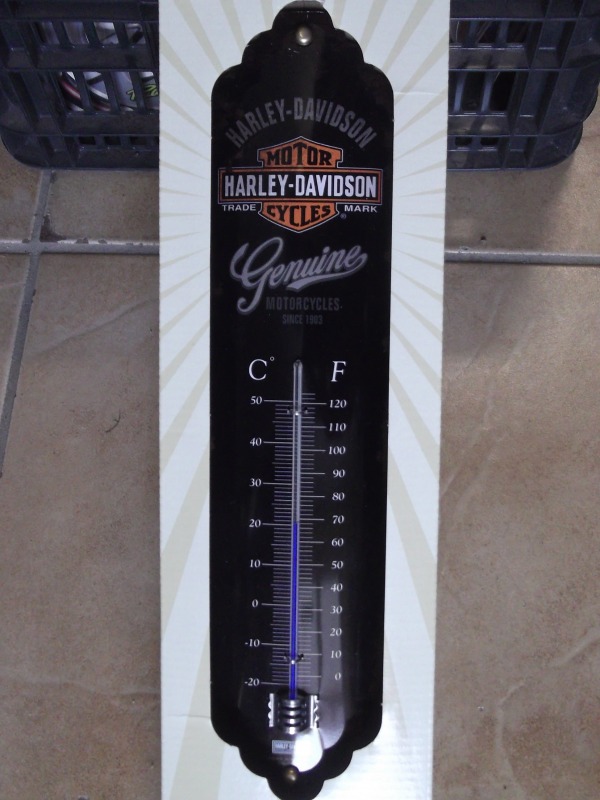 HARLEY-DAVIDSON
MOTOR
HARLEY-DAVIDSON
TRADE MARK
CYCLES ®
Genuine
MOTORCYCLES
SINCE 1903
C° F
50 120
110
40 100
90
30 80
20 70
60
10 50
40
0 30
-10 20
10
-20 0